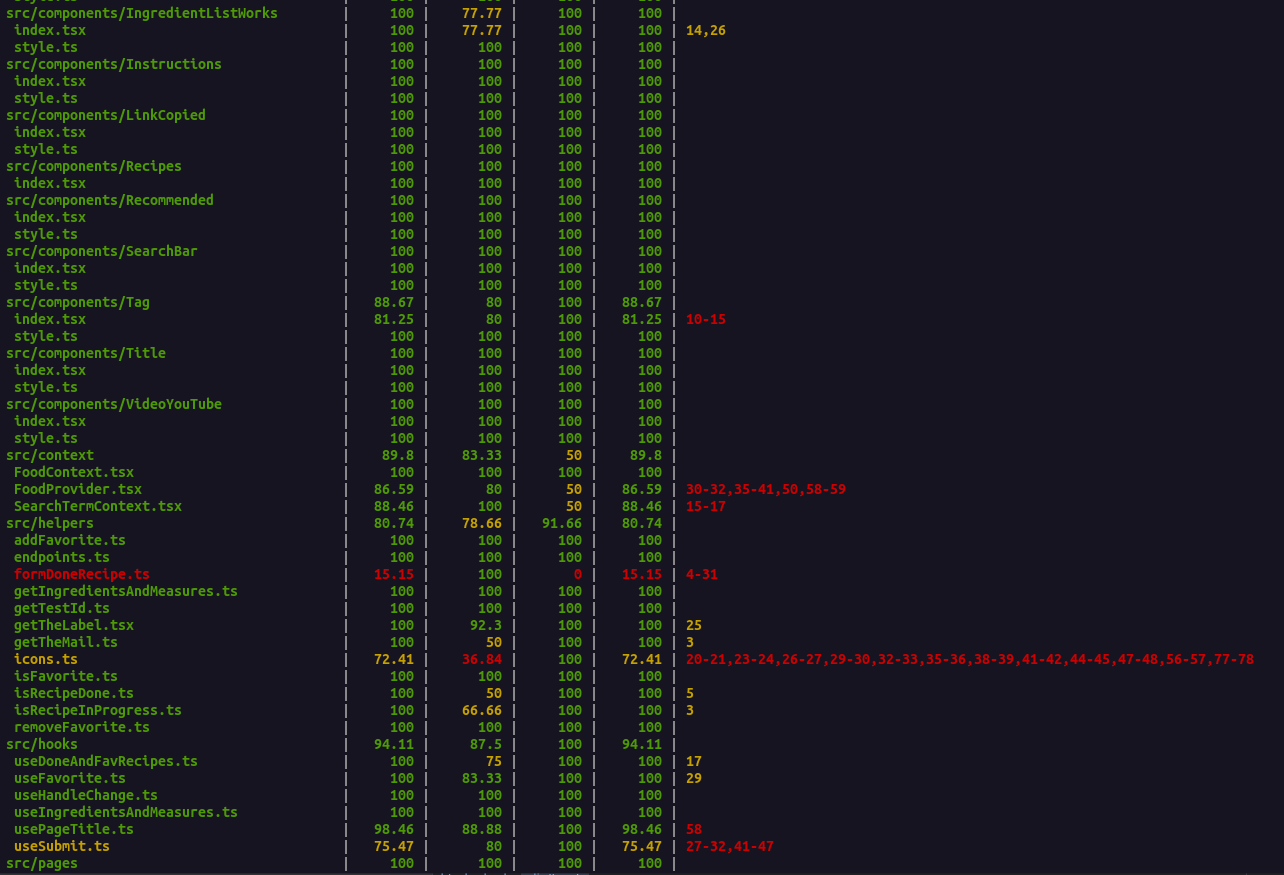 src/components/IngredientListWorks | 100 | 77.77 | 100 | 100 |
index.tsx | 100 | 77.77 | 100 | 100 | 14,26
style.ts | 100 | 100 | 100 | 100 |
src/components/Instructions | 100 | 100 | 100 | 100 |
index.tsx | 100 | 100 | 100 | 100 |
style.ts | 100 | 100 | 100 | 100 |
src/components/LinkCopied | 100 | 100 | 100 | 100 |
index.tsx | 100 | 100 | 100 | 100 |
style.ts | 100 | 100 | 100 | 100 |
src/components/Recipes | 100 | 100 | 100 | 100 |
index.tsx | 100 | 100 | 100 | 100 |
src/components/Recommended | 100 | 100 | 100 | 100 |
index.tsx | 100 | 100 | 100 | 100 |
style.ts | 100 | 100 | 100 | 100 |
src/components/SearchBar | 100 | 100 | 100 | 100 |
index.tsx | 100 | 100 | 100 | 100 |
style.ts | 100 | 100 | 100 | 100 |
src/components/Tag | 88.67 | 80 | 100 | 88.67 |
index.tsx | 81.25 | 80 | 100 | 81.25 | 10-15
style.ts | 100 | 100 | 100 | 100 |
src/components/Title | 100 | 100 | 100 | 100 |
index.tsx | 100 | 100 | 100 | 100 |
style.ts | 100 | 100 | 100 | 100 |
src/components/VideoYouTube | 100 | 100 | 100 | 100 |
index.tsx | 100 | 100 | 100 | 100 |
style.ts | 100 | 100 | 100 | 100 |
src/context | 89.8 | 83.33 | 50 | 89.8 |
FoodContext.tsx | 100 | 100 | 100 | 100 |
FoodProvider.tsx | 86.59 | 80 | 50 | 86.59 | 30-32,35-41,50,58-59
SearchTermContext.tsx | 88.46 | 100 | 50 | 88.46 | 15-17
src/helpers | 80.74 | 78.66 | 91.66 | 80.74 |
addFavorite.ts | 100 | 100 | 100 | 100 |
endpoints.ts | 100 | 100 | 100 | 100 |
formDoneRecipe.ts | 15.15 | 100 | 0 | 15.15 | 4-31
getIngredientsAndMeasures.ts | 100 | 100 | 100 | 100 |
getTestId.ts | 100 | 100 | 100 | 100 |
getTheLabel.tsx | 100 | 92.3 | 100 | 100 | 25
getTheMail.ts | 100 | 50 | 100 | 100 | 3
icons.ts | 72.41 | 36.84 | 100 | 72.41 | 20-21,23-24,26-27,29-30,32-33,35-36,38-39,41-42,44-45,47-48,56-57,77-78
isFavorite.ts | 100 | 100 | 100 | 100 |
isRecipeDone.ts | 100 | 50 | 100 | 100 | 5
isRecipeInProgress.ts | 100 | 66.66 | 100 | 100 | 3
removeFavorite.ts | 100 | 100 | 100 | 100 |
src/hooks | 94.11 | 87.5 | 100 | 94.11 |
useDoneAndFavRecipes.ts | 100 | 75 | 100 | 100 | 17
useFavorite.ts | 100 | 83.33 | 100 | 100 | 29
useHandleChange.ts | 100 | 100 | 100 | 100 |
useIngredientsAndMeasures.ts | 100 | 100 | 100 | 100 |
usePageTitle.ts | 98.46 | 88.88 | 100 | 98.46 | 58
useSubmit.ts | 75.47 | 80 | 100 | 75.47 | 27-32,41-47
src/pages | 100 | 100 | 100 | 100 |